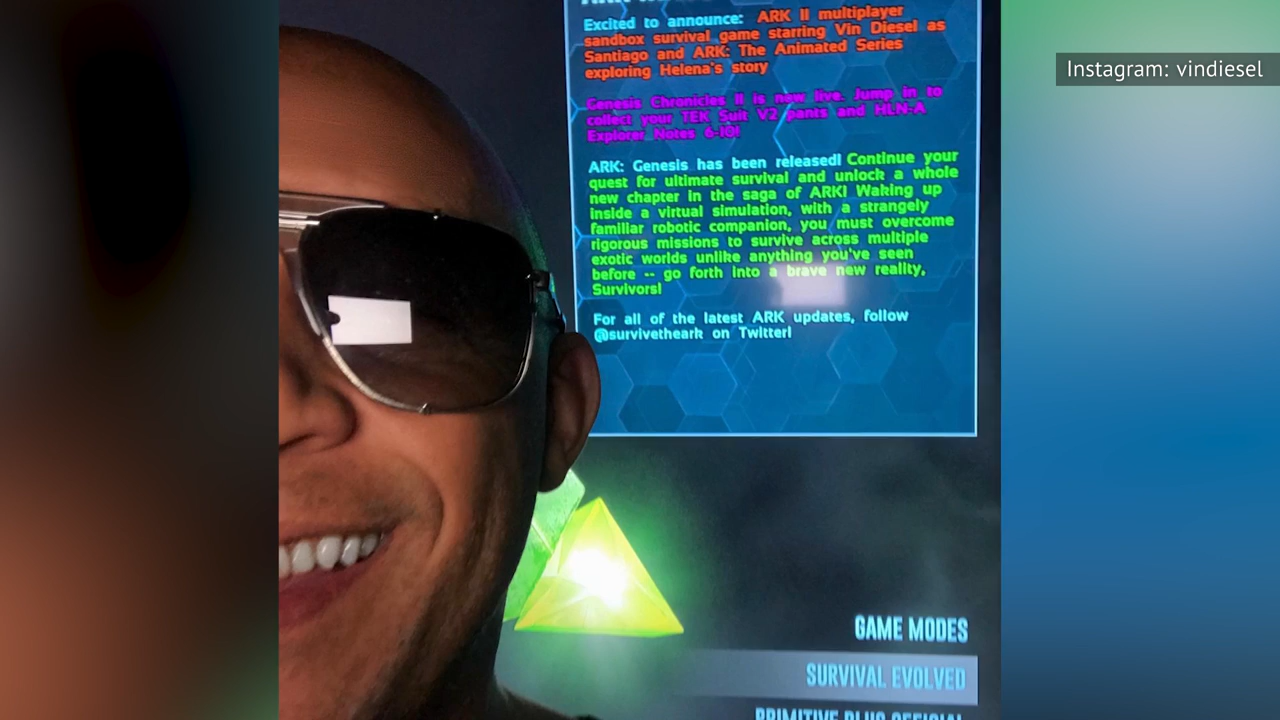 Instagram: vindiesel
Excited to announce: ARK II multiplayer
sandbox survival game starring Vin Diesel as
Santiago and ARK: The Animated Series
exploring Helena's story
Genesis Chronicles II is now live. Jump in to
collect your TEK Suit V2 pants and HLN-A
Explorer Notes 6-10!
ARK: Genesis has been released! Continue your
quest for ultimate survival and unlock a whole
new chapter in the saga of ARK! Waking up
inside a virtual simulation, with a strangely
familiar robotic companion, you must overcome
rigorous missions to survive across multiple
exotic worlds unlike anything you've seen
before -- go forth into a brave new reality,
Survivors!
For all of the latest ARK updates, follow
@survivetheark on Twitter!
GAME MODES
SURVIVAL EVOLVED
PRIMITIVE PLUS OFFICIAL